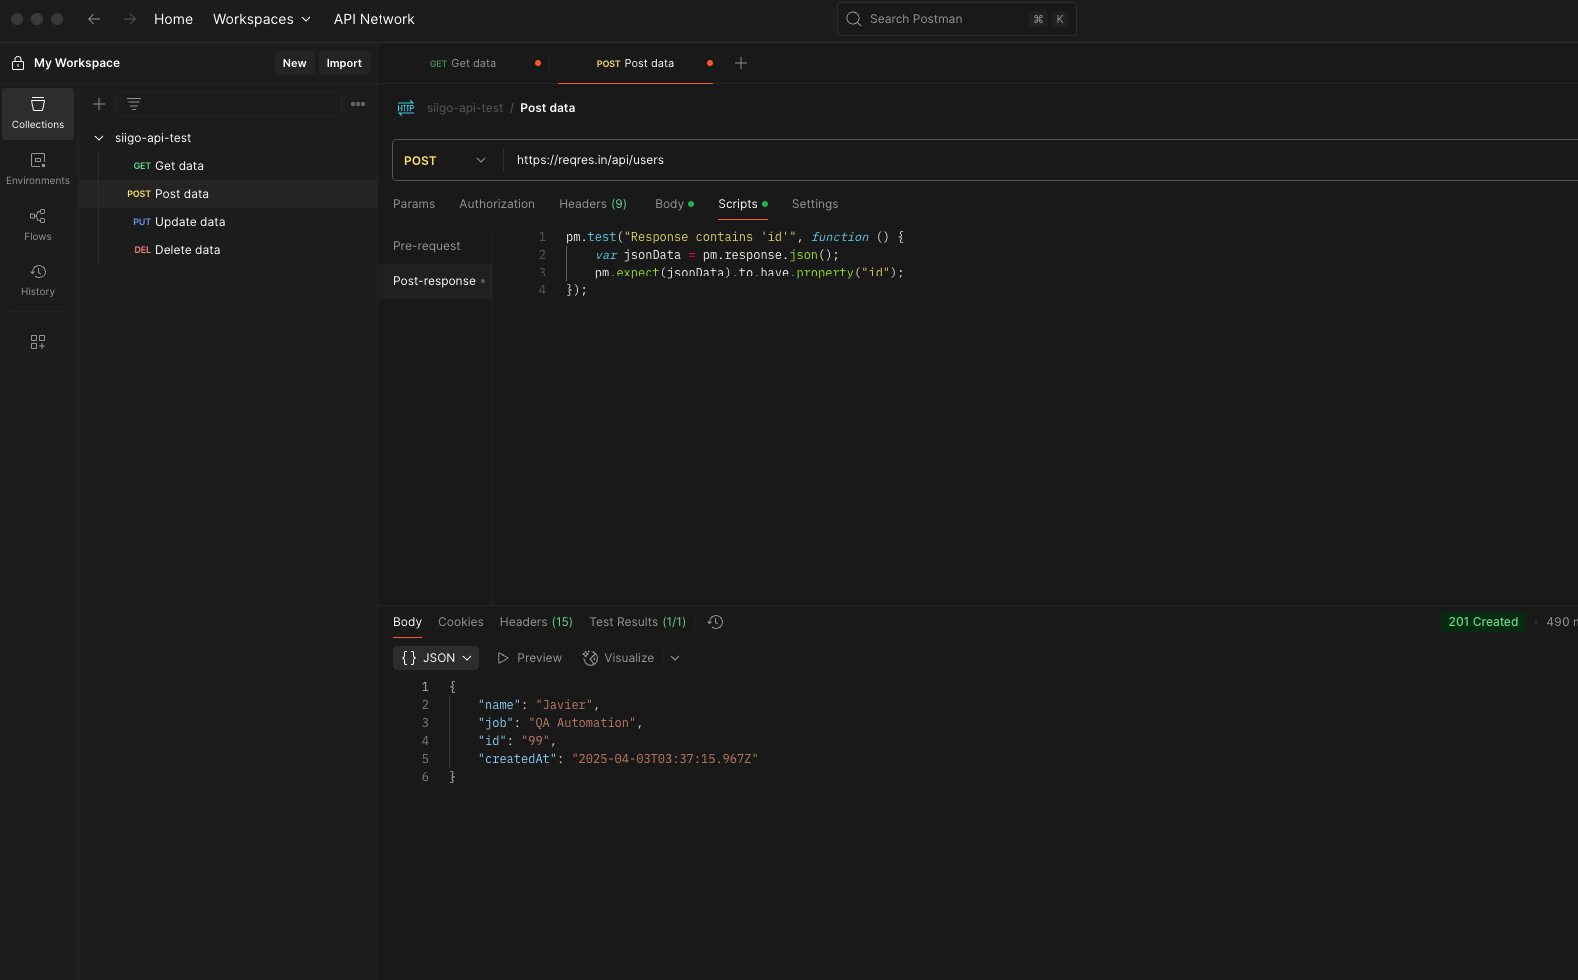 Home Workspaces API Network Search Postman ⌘ K
My Workspace New Import GET Get data POST Post data
Collections
siigo-api-test
GET Get data
POST Post data
PUT Update data
DEL Delete data
Environments
Flows
History
HTTP siigo-api-test / Post data
POST https://reqres.in/api/users
Params Authorization Headers (9) Body Scripts Settings
Pre-request
Post-response
1 pm.test("Response contains 'id'", function () {
2 var jsonData = pm.response.json();
3 pm.expect(jsonData).to.have.property("id");
4 });
Body Cookies Headers (15) Test Results (1/1) 201 Created 490
{} JSON Preview Visualize
1 {
2 "name": "Javier",
3 "job": "QA Automation",
4 "id": "99",
5 "createdAt": "2025-04-03T03:37:15.967Z"
6 }